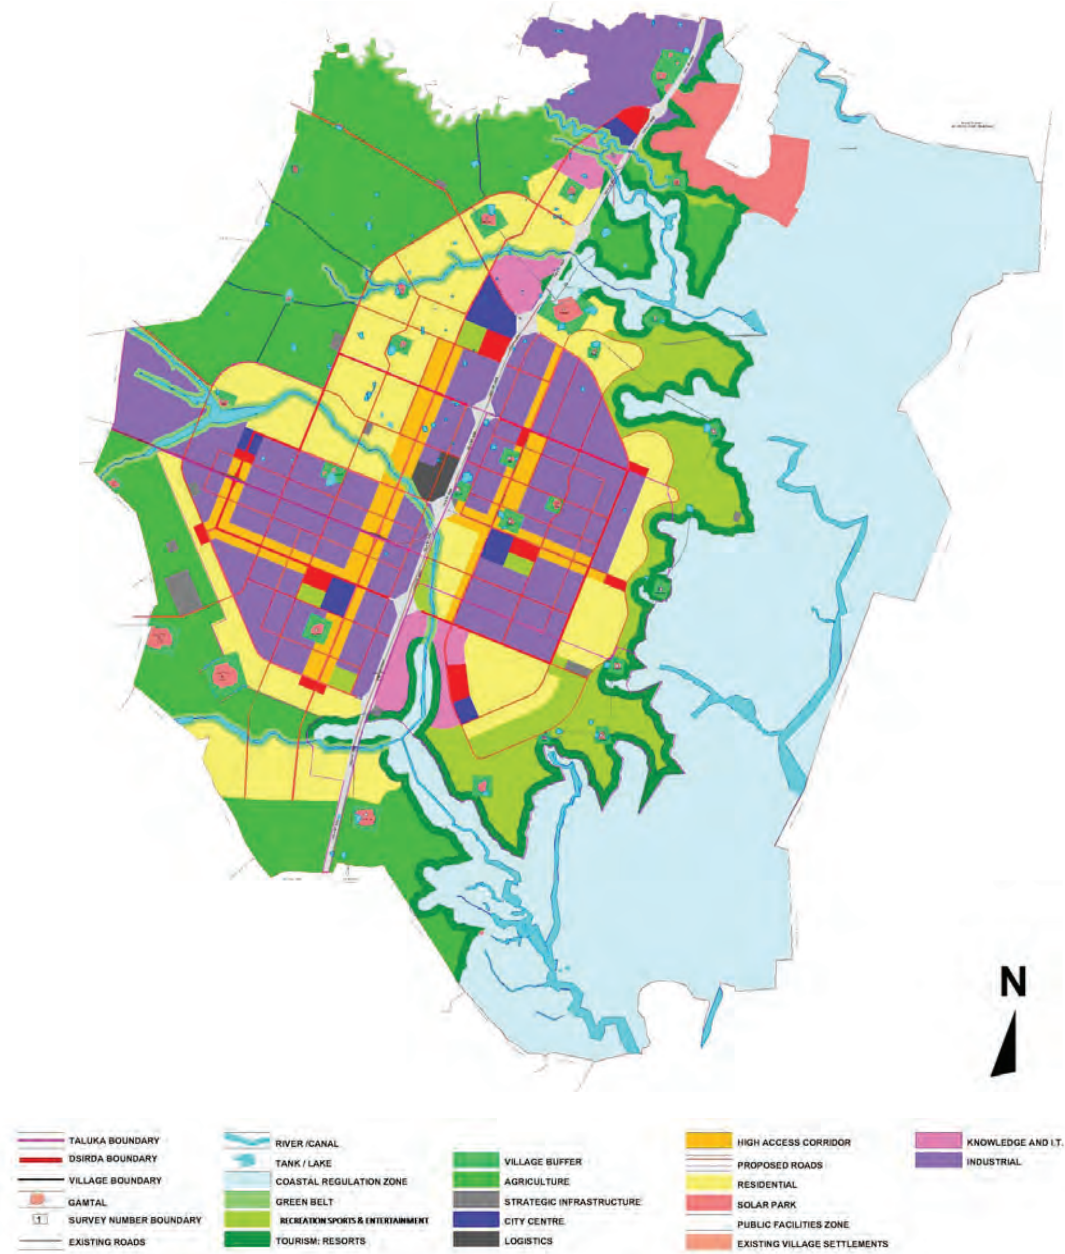 N
TALUKA BOUNDARY
DSIRDA BOUNDARY
VILLAGE BOUNDARY
GAMTAL
1 SURVEY NUMBER BOUNDARY
EXISTING ROADS
RIVER /CANAL
TANK / LAKE
COASTAL REGULATION ZONE
GREEN BELT
RECREATION SPORTS & ENTERTAINMENT
TOURISM: RESORTS
VILLAGE BUFFER
AGRICULTURE
STRATEGIC INFRASTRUCTURE
CITY CENTRE
LOGISTICS
HIGH ACCESS CORRIDOR
PROPOSED ROADS
RESIDENTIAL
SOLAR PARK
PUBLIC FACILITIES ZONE
EXISTING VILLAGE SETTLEMENTS
KNOWLEDGE AND I.T.
INDUSTRIAL